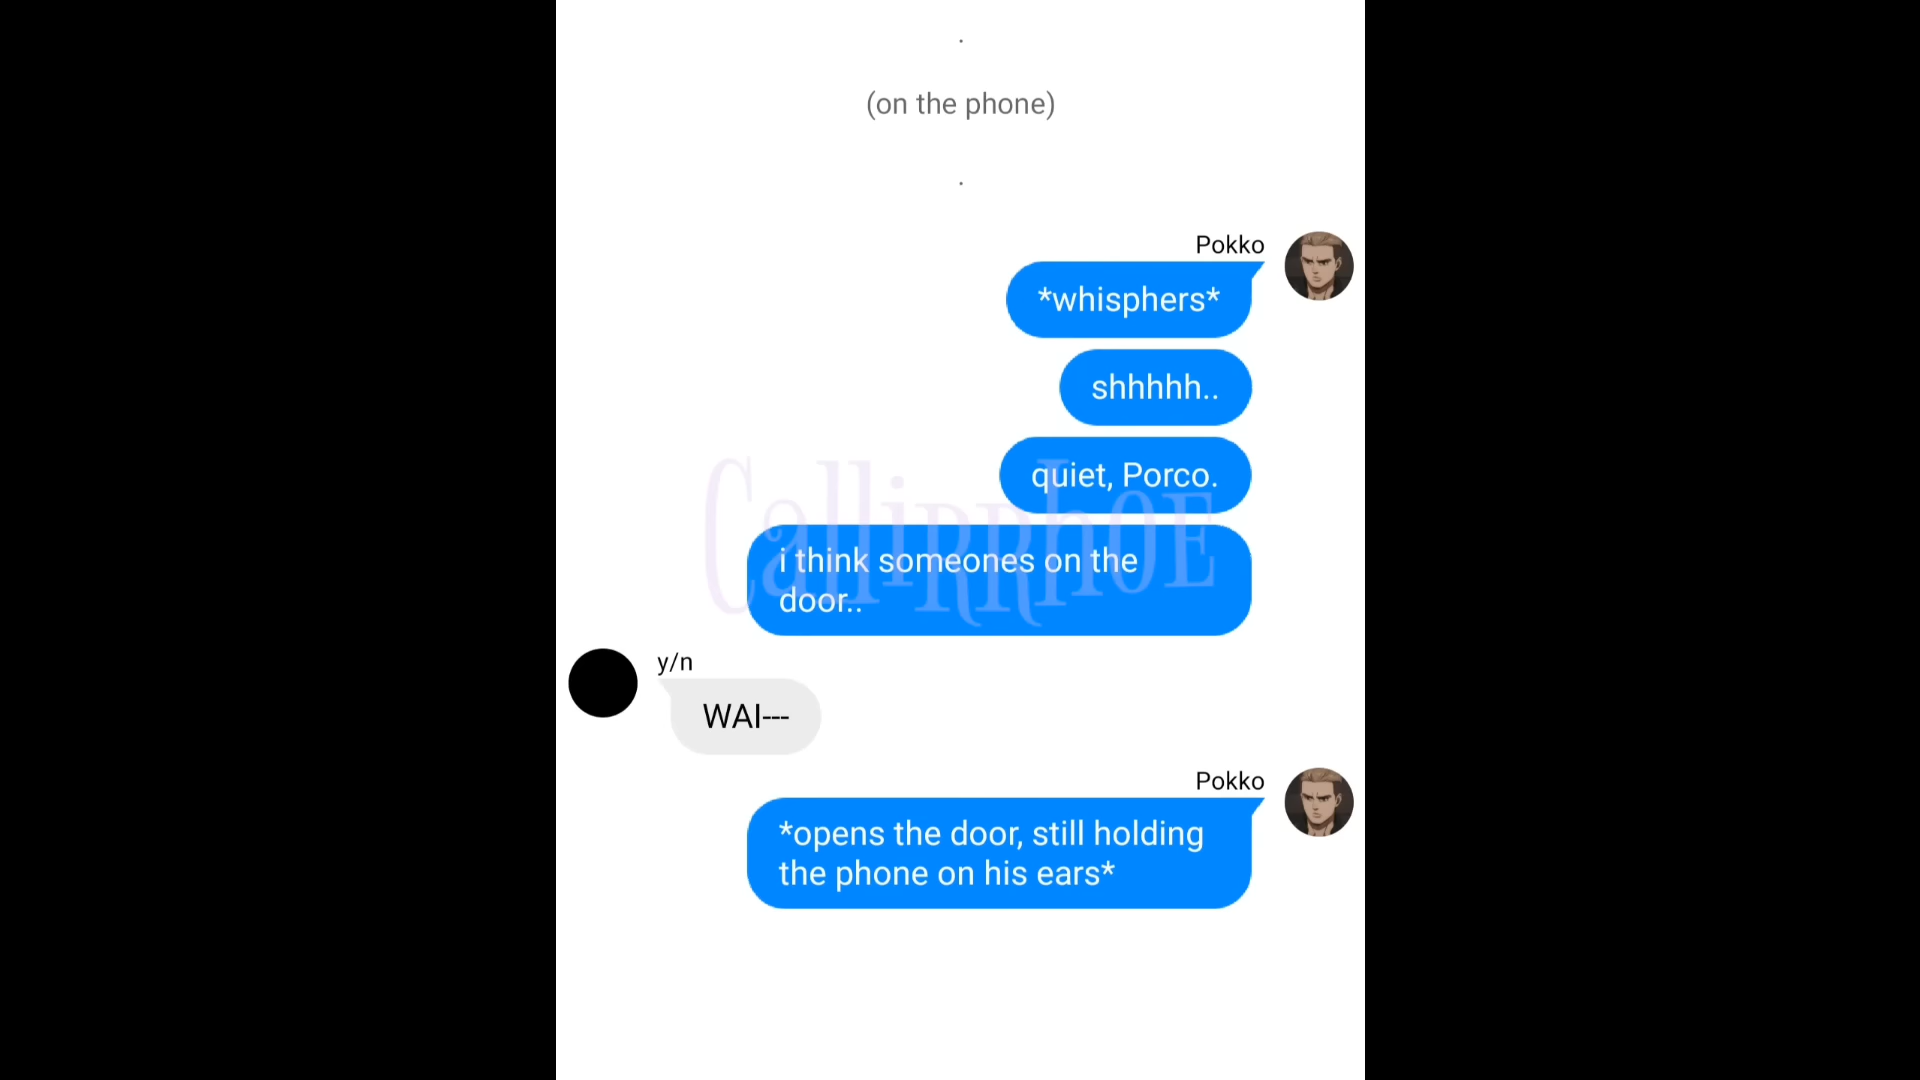 .
(on the phone)
.
Pokko
*whisphers*
shhhhh..
quiet, Porco.
CallirrhOE
i think someones on the
door..
y/n
WAI---
Pokko
*opens the door, still holding
the phone on his ears*